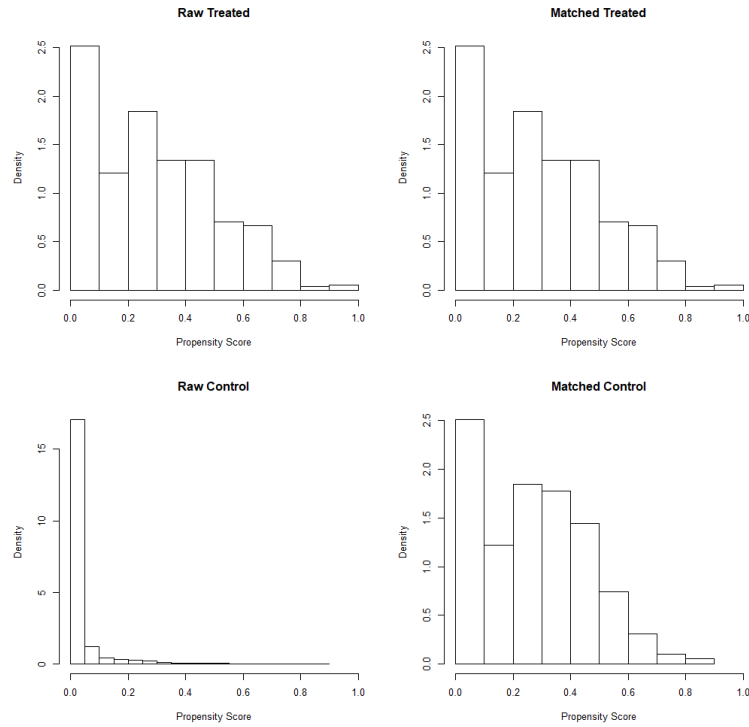 Raw Treated
Density
0.0 0.5 1.0 1.5 2.0 2.5
0.0 0.2 0.4 0.6 0.8 1.0
Propensity Score
Matched Treated
Density
0.0 0.5 1.0 1.5 2.0 2.5
0.0 0.2 0.4 0.6 0.8 1.0
Propensity Score
Raw Control
Density
0 5 10 15
0.0 0.2 0.4 0.6 0.8 1.0
Propensity Score
Matched Control
Density
0.0 0.5 1.0 1.5 2.0 2.5
0.0 0.2 0.4 0.6 0.8 1.0
Propensity Score